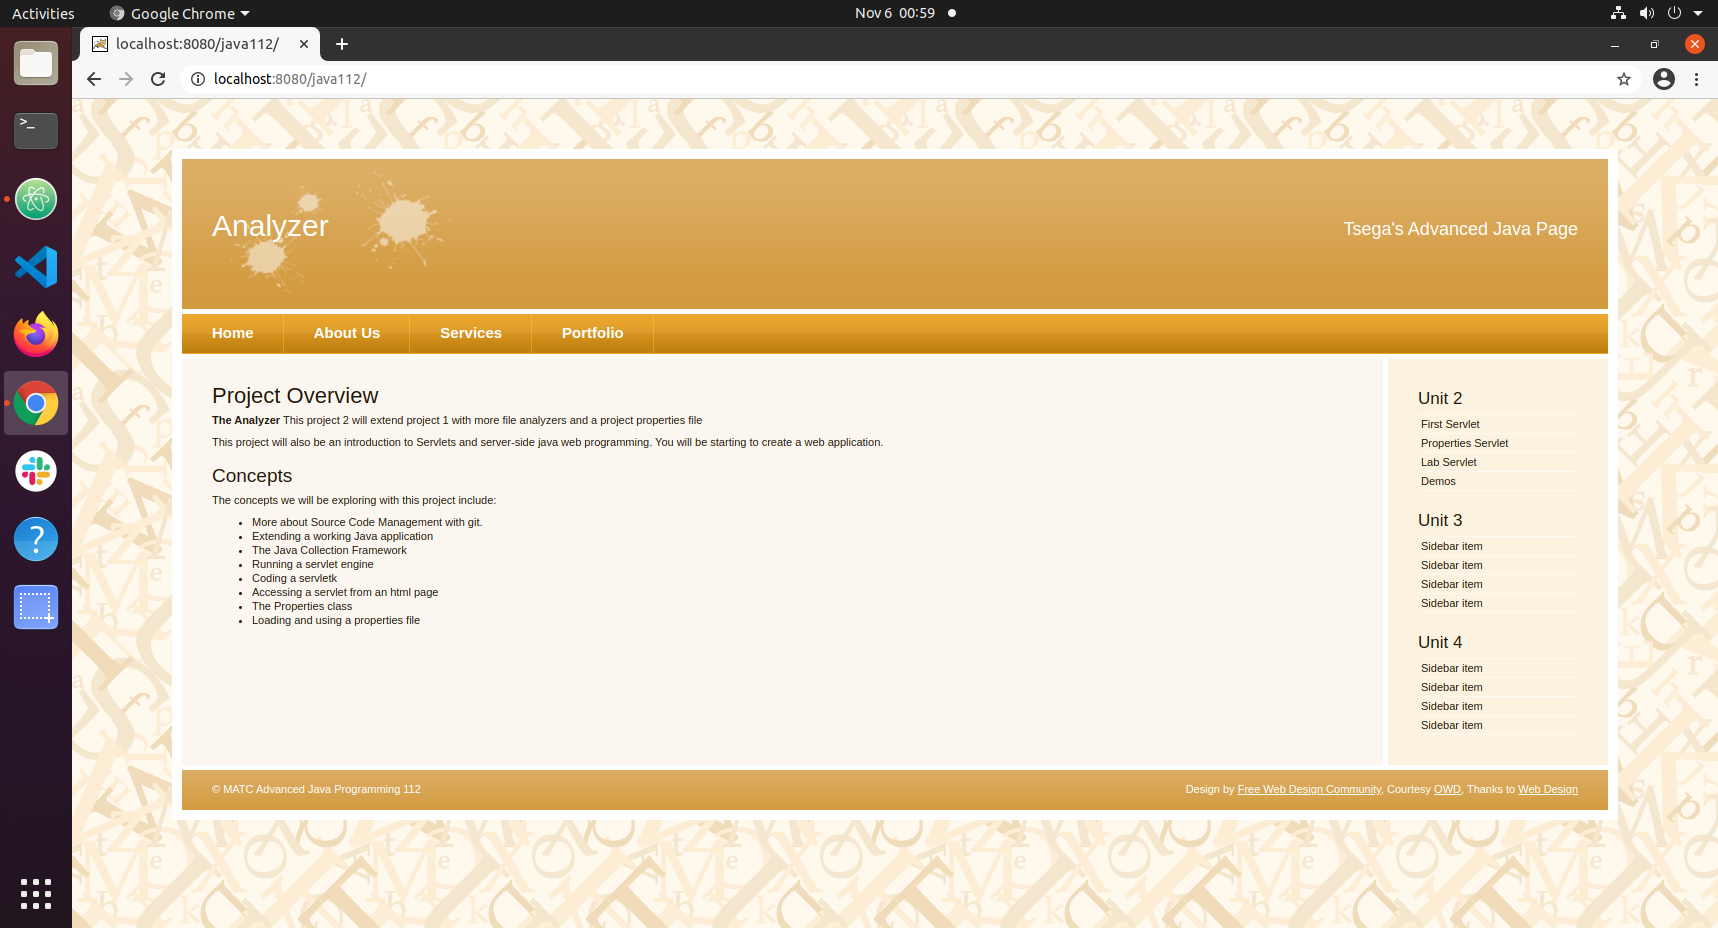 Activities
Google Chrome
Nov 6 00:59
localhost:8080/java112/
localhost:8080/java112/
Analyzer
Tsega's Advanced Java Page
Home
About Us
Services
Portfolio
Project Overview
The Analyzer This project 2 will extend project 1 with more file analyzers and a project properties file
This project will also be an introduction to Servlets and server-side java web programming. You will be starting to create a web application.
Concepts
The concepts we will be exploring with this project include:
More about Source Code Management with git.
Extending a working Java application
The Java Collection Framework
Running a servlet engine
Coding a servletk
Accessing a servlet from an html page
The Properties class
Loading and using a properties file
Unit 2
First Servlet
Properties Servlet
Lab Servlet
Demos
Unit 3
Sidebar item
Sidebar item
Sidebar item
Sidebar item
Unit 4
Sidebar item
Sidebar item
Sidebar item
Sidebar item
© MATC Advanced Java Programming 112
Design by Free Web Design Community, Courtesy OWD, Thanks to Web Design